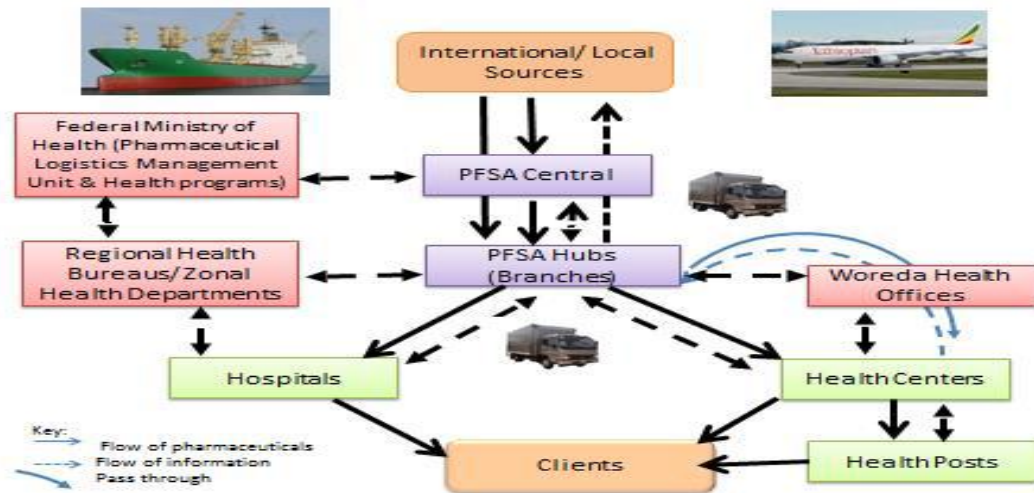 International/ Local
Sources
Ethiopian
Federal Ministry of
Health (Pharmaceutical
Logistics Management
Unit & Health programs)
PFSA Central
Regional Health
Bureaus/ Zonal
Health Departments
PFSA Hubs
(Branches)
Woreda Health
Offices
Hospitals
Health Centers
Key:
Flow of pharmaceuticals
Flow of information
Pass through
Clients
Health Posts